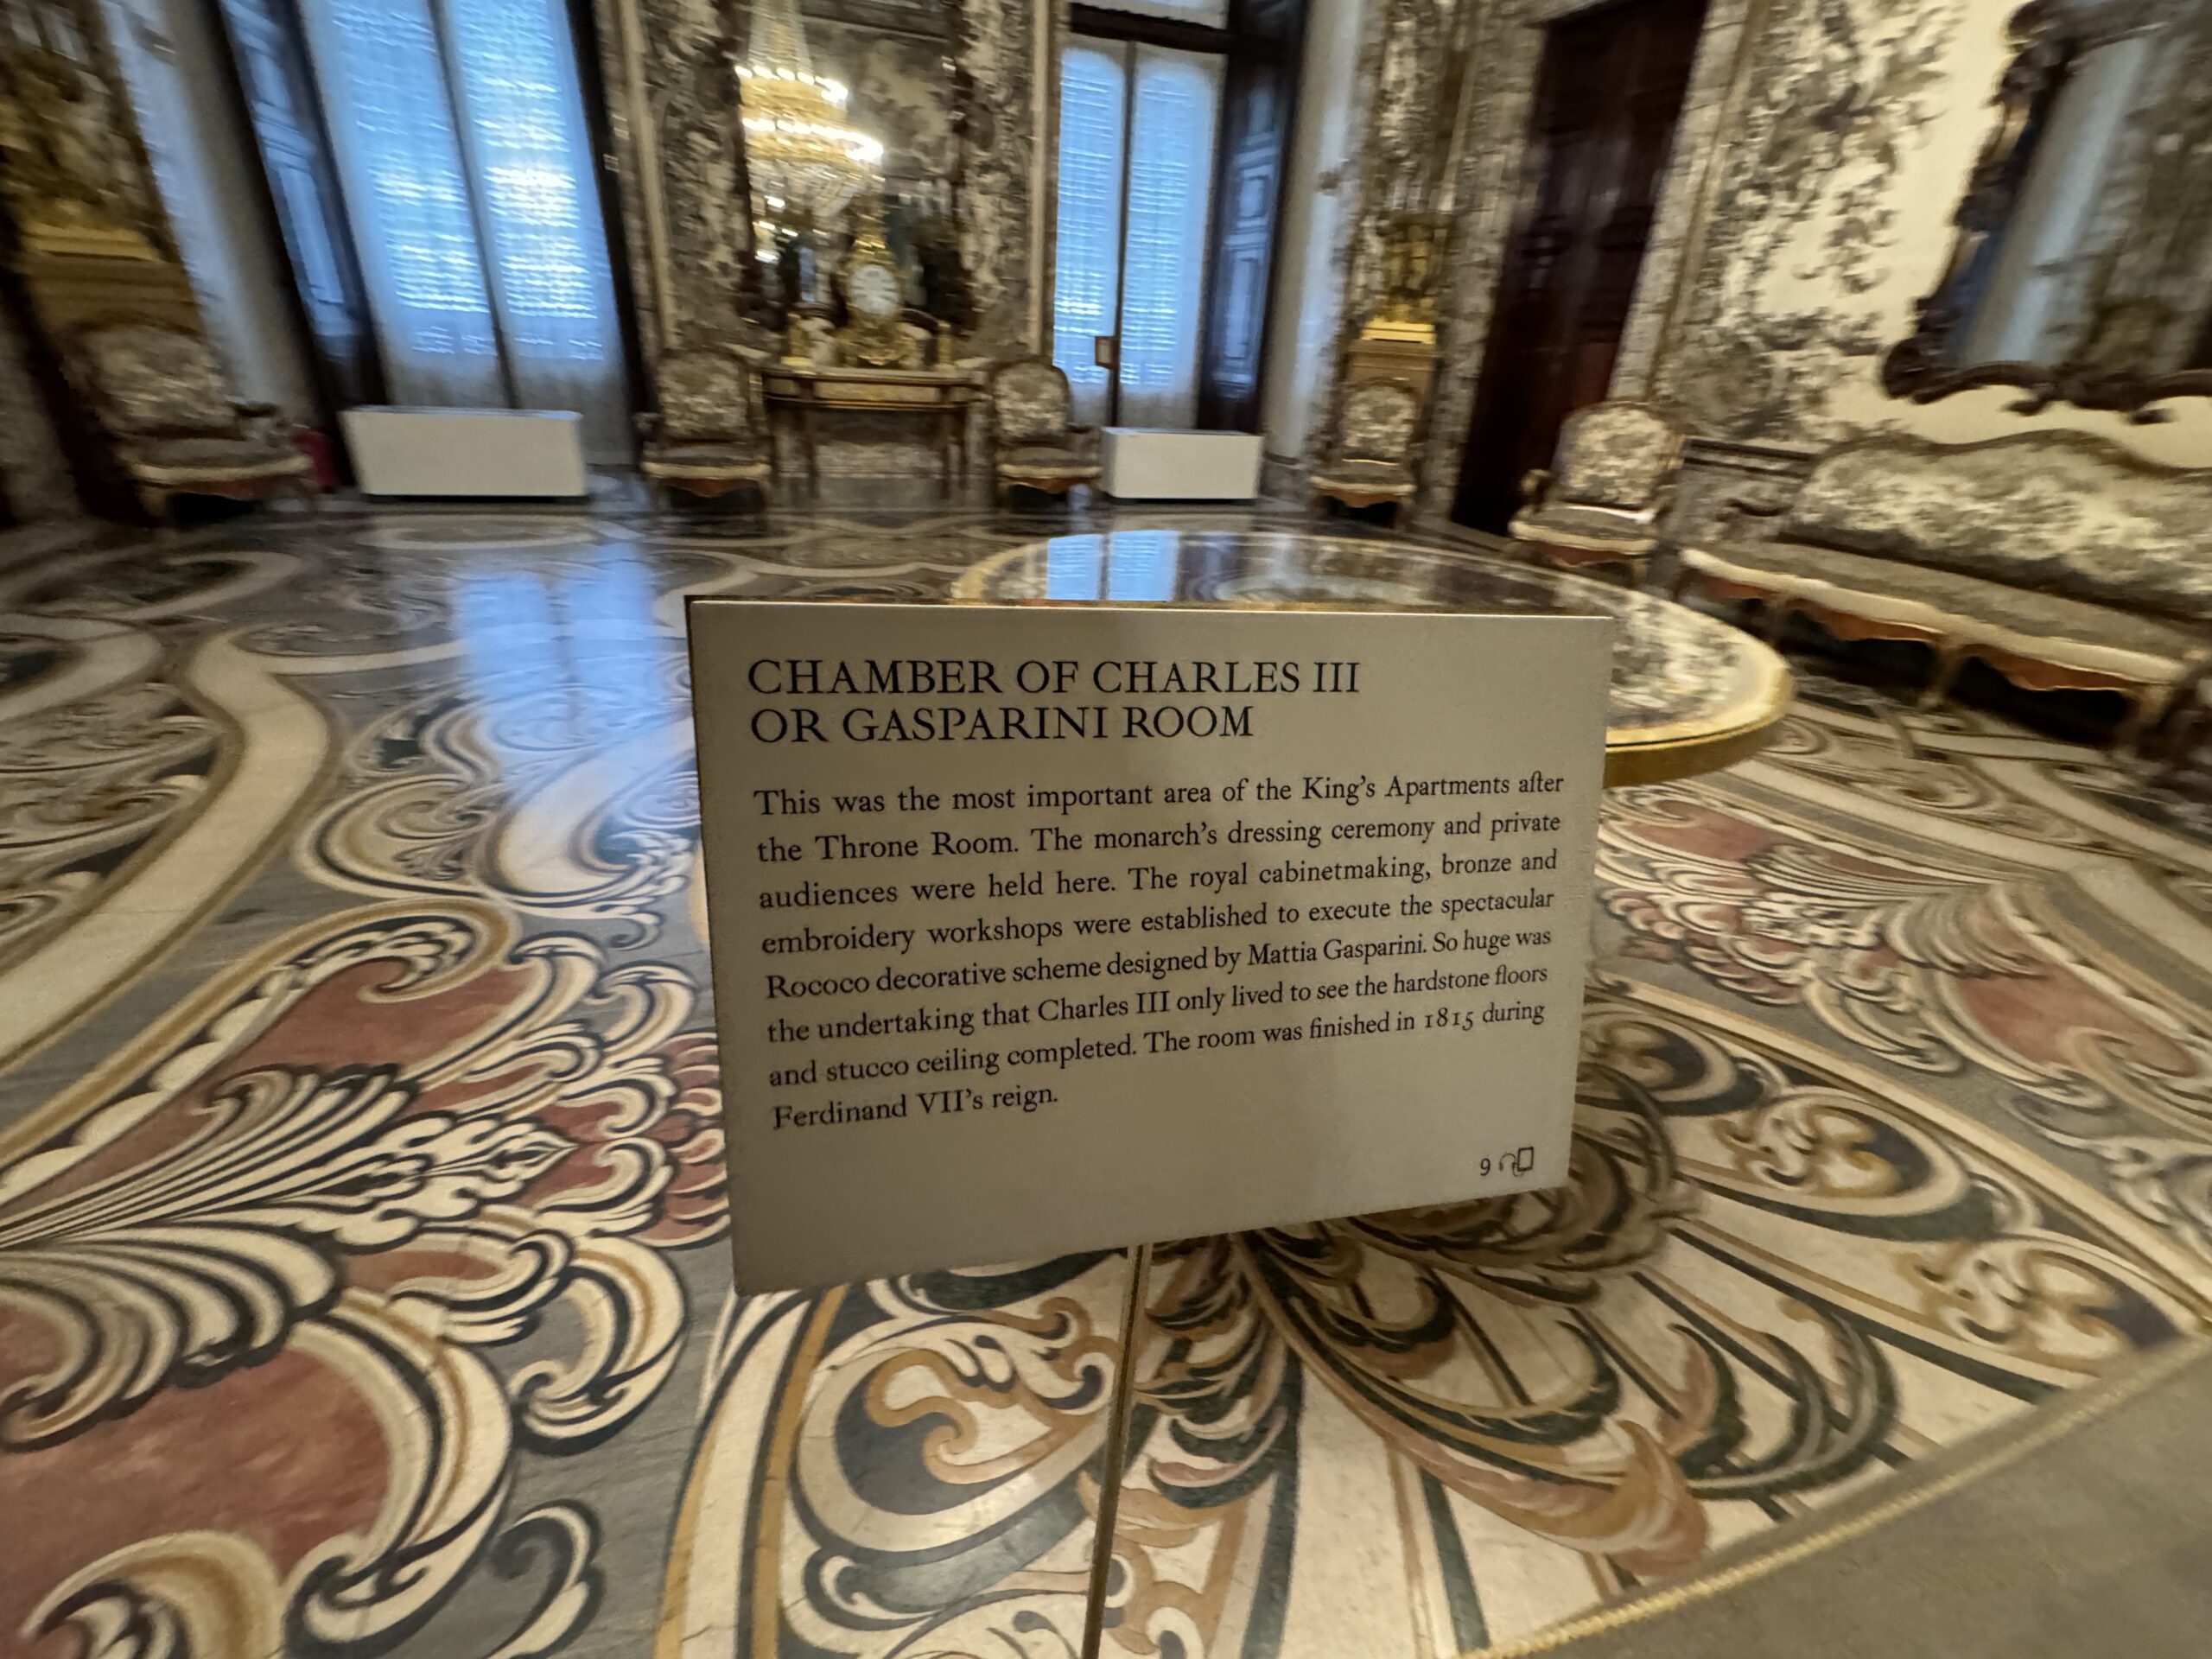 CHAMBER OF CHARLES III
OR GASPARINI ROOM
This was the most important area of the King's Apartments after
the Throne Room. The monarch's dressing ceremony and private
audiences were held here. The royal cabinetmaking, bronze and
embroidery workshops were established to execute the spectacular
Rococo decorative scheme designed by Mattia Gasparini. So huge was
the undertaking that Charles III only lived to see the hardstone floors
and stucco ceiling completed. The room was finished in 1815 during
Ferdinand VII's reign.
9